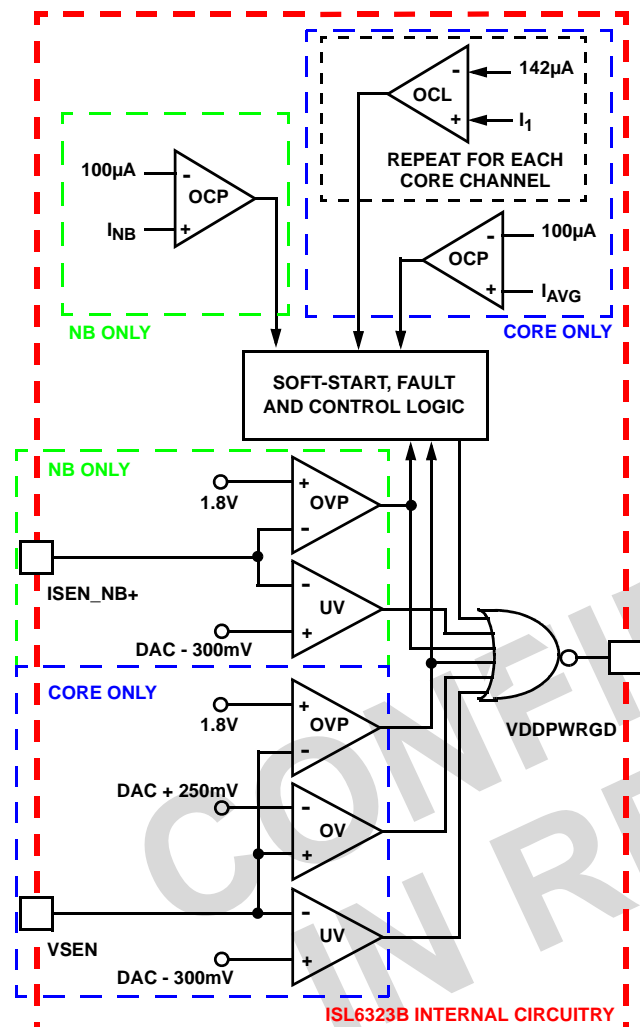 142µA
-
OCL
+
I1
REPEAT FOR EACH
CORE CHANNEL
100µA
-
OCP
INB
+
NB ONLY
-
100µA
OCP
+
IAVG
CORE ONLY
SOFT-START, FAULT
AND CONTROL LOGIC
NB ONLY
+
1.8V
OVP
-
ISEN_NB+
-
UV
DAC - 300mV
+
CORE ONLY
+
1.8V
OVP
-
VDDPWRGD
DAC + 250mV
-
OV
+
VSEN
-
UV
DAC - 300mV
+
ISL6323B INTERNAL CIRCUITRY